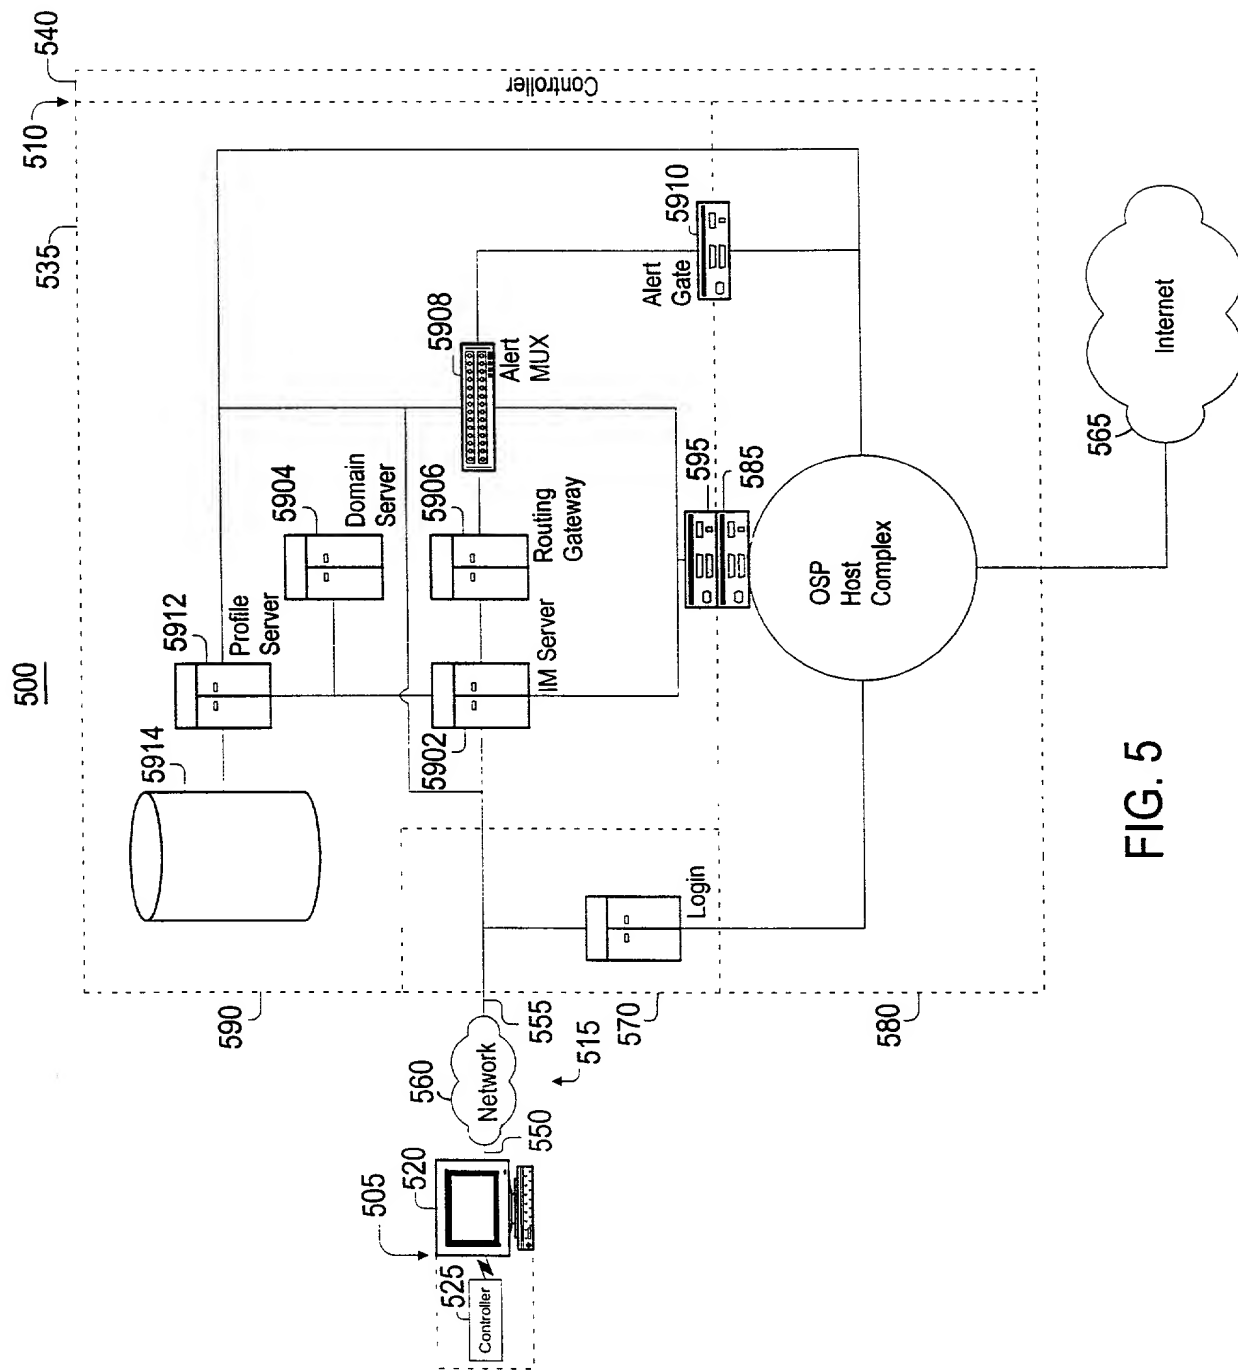 500
505
525
Controller
520
550
560
Network
555
515
590
570
580
5914
5912
Profile
Server
5902
IM Server
5904
Domain
Server
5906
Routing
Gateway
5908
Alert
MUX
Alert
Gate
5910
Login
595
585
OSP
Host
Complex
535
510
540
Controller
565
Internet
FIG. 5